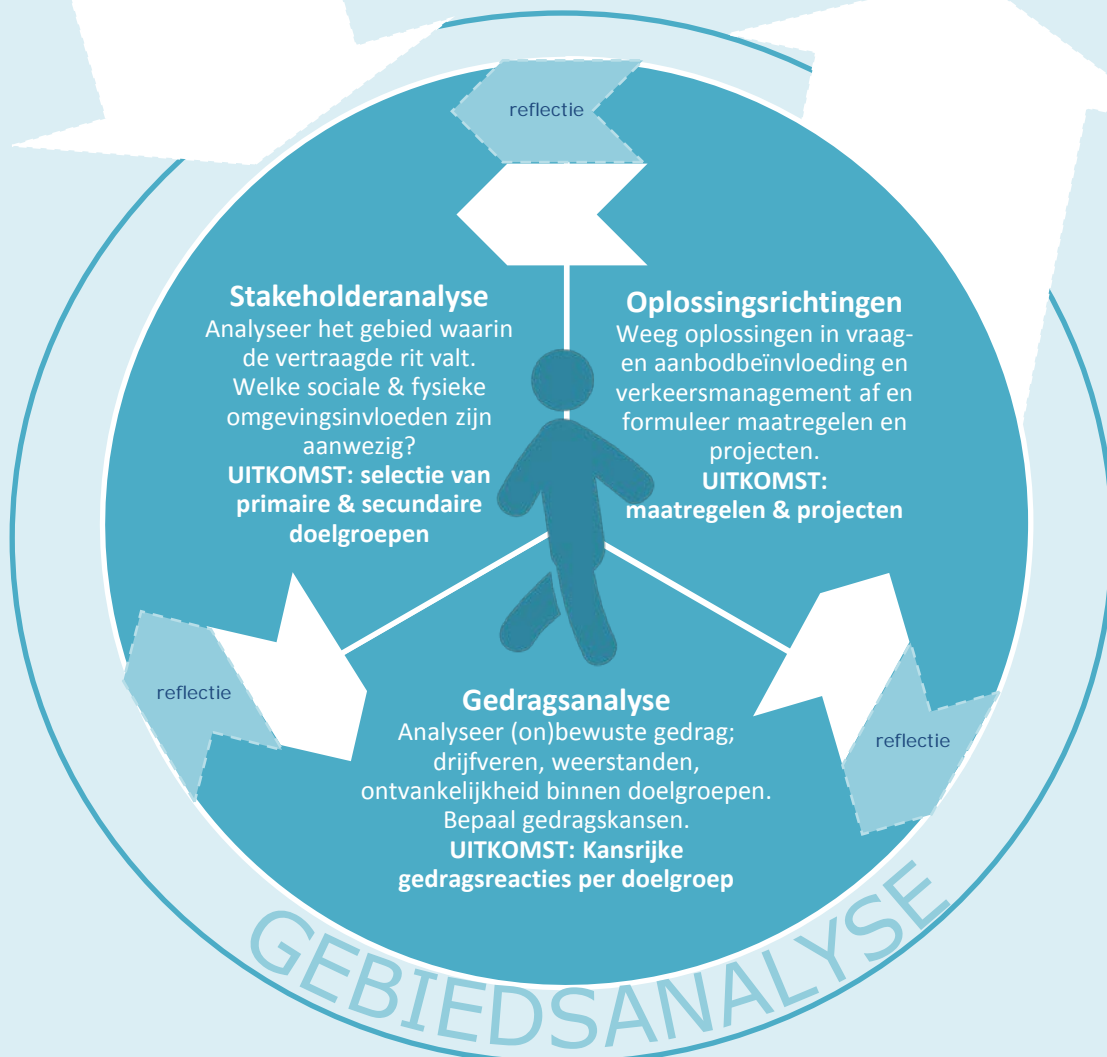 reflectie
Stakeholderanalyse
Analyseer het gebied waarin
de vertraagde rit valt.
Welke sociale & fysieke
omgevingsinvloeden zijn
aanwezig?
UITKOMST: selectie van
primaire & secundaire
doelgroepen
Oplossingsrichtingen
Weeg oplossingen in vraag-
en aanbodbeïnvloeding en
verkeersmanagement af en
formuleer maatregelen en
projecten.
UITKOMST:
maatregelen & projecten
reflectie
Gedragsanalyse
Analyseer (on)bewuste gedrag;
drijfveren, weerstanden,
ontvankelijkheid binnen doelgroepen.
Bepaal gedragskansen.
UITKOMST: Kansrijke
gedragsreacties per doelgroep
reflectie
GEBIEDSANALYSE